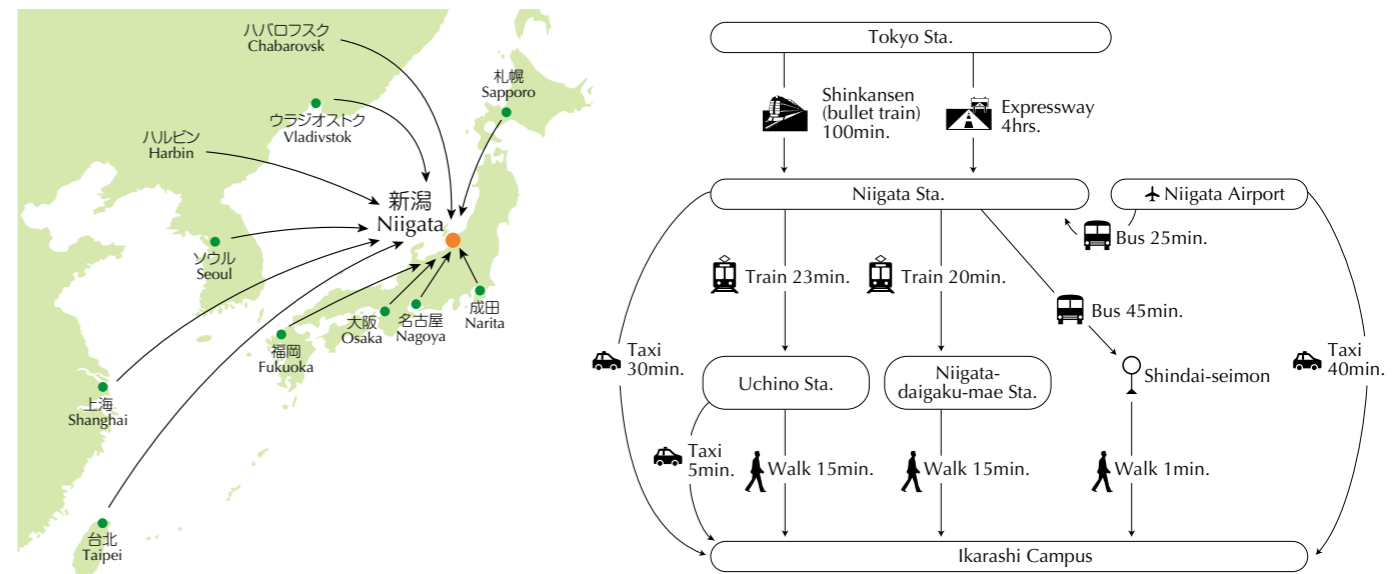 ハバロフスク
Chabarovsk
札幌
Sapporo
ウラジオストク
Vladivstok
ハルビン
Harbin
新潟
Niigata
ソウル
Seoul
成田
Narita
名古屋
Nagoya
大阪
Osaka
福岡
Fukuoka
上海
Shanghai
台北
Taipei
Tokyo Sta.
Shinkansen
(bullet train)
100min.
Expressway
4hrs.
Niigata Sta.
Niigata Airport
Bus 25min.
Train 23min.
Train 20min.
Bus 45min.
Taxi
30min.
Uchino Sta.
Niigata-
daigaku-mae Sta.
Shindai-seimon
Taxi
40min.
Taxi
5min.
Walk 15min.
Walk 15min.
Walk 1min.
Ikarashi Campus